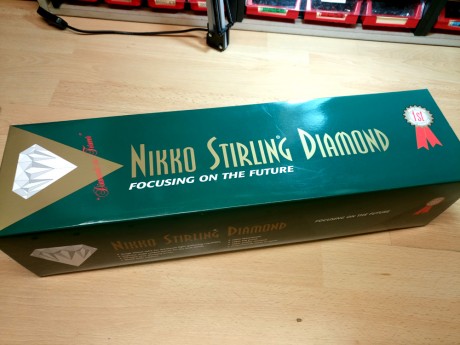 NIKKO STIRLING® DIAMOND
FOCUSING ON THE FUTURE
1st
NIKKO STIRLING DIAMOND
FOCUSING ON THE FUTURE